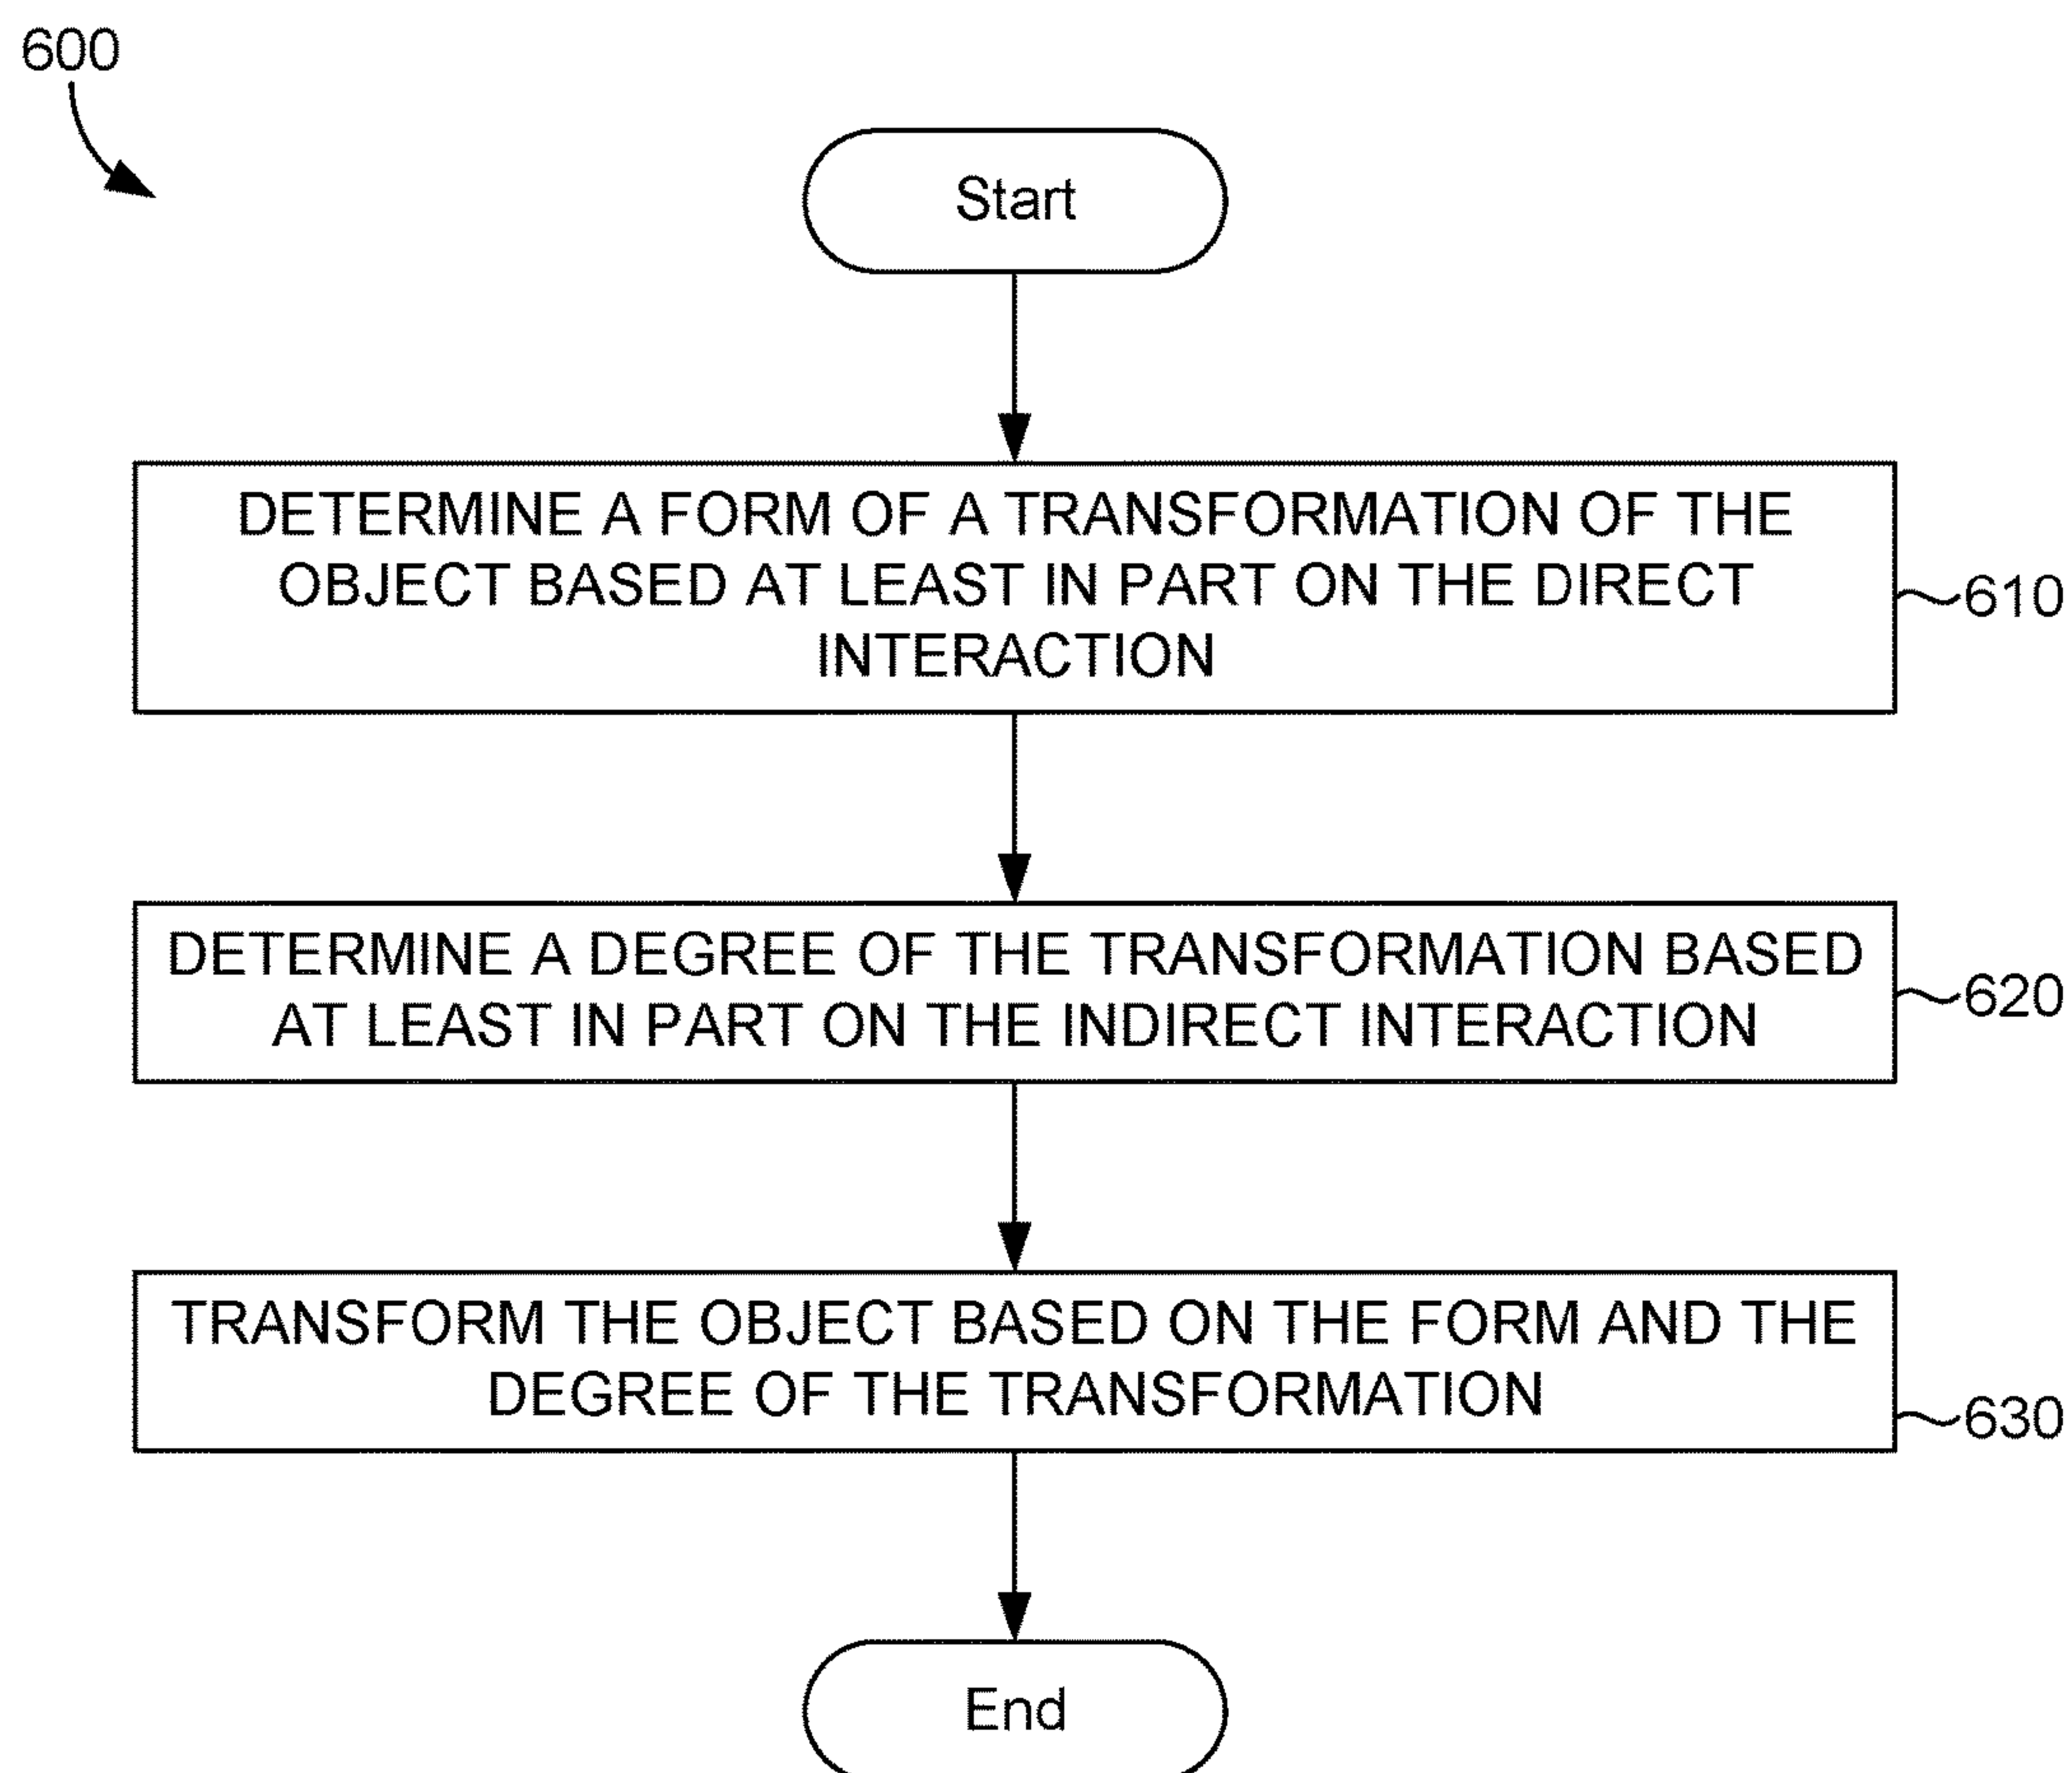 600
Start
DETERMINE A FORM OF A TRANSFORMATION OF THE
OBJECT BASED AT LEAST IN PART ON THE DIRECT
INTERACTION
610
DETERMINE A DEGREE OF THE TRANSFORMATION BASED
AT LEAST IN PART ON THE INDIRECT INTERACTION
620
TRANSFORM THE OBJECT BASED ON THE FORM AND THE
DEGREE OF THE TRANSFORMATION
630
End